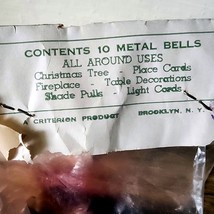 CONTENTS 10 METAL BELLS
ALL AROUND USES
Christmas Tree - Place Cards
Fireplace - Table Decorations
Shade Pulls - Light Cords
CRITERION PRODUCT BROOKLYN, N. Y.